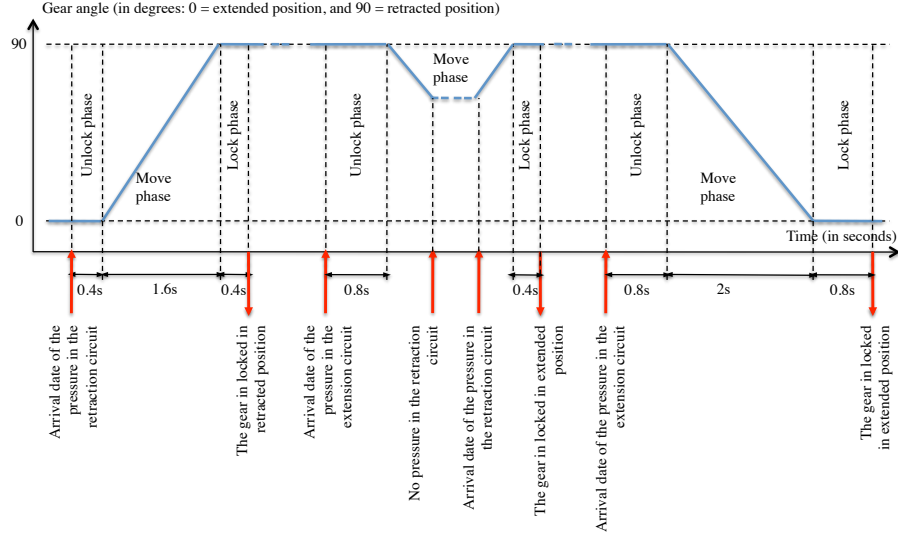 Gear angle (in degrees: 0 = extended position, and 90 = retracted position)
90
0
Unlock phase
Move
phase
Lock phase
Unlock phase
Move
phase
Lock phase
Unlock phase
Move
phase
Lock phase
Time (in seconds)
0.4s
1.6s
0.4s
0.8s
0.4s
0.8s
2s
0.8s
Arrival date of the
pressure in the
retraction circuit
The gear in locked in
retracted position
Arrival date of the
pressure in the
extension circuit
No pressure in the retraction
circuit
Arrival date of the pressure in
the retraction circuit
The gear in locked in extended
position
Arrival date of the pressure in the
extension circuit
The gear in locked
in extended position